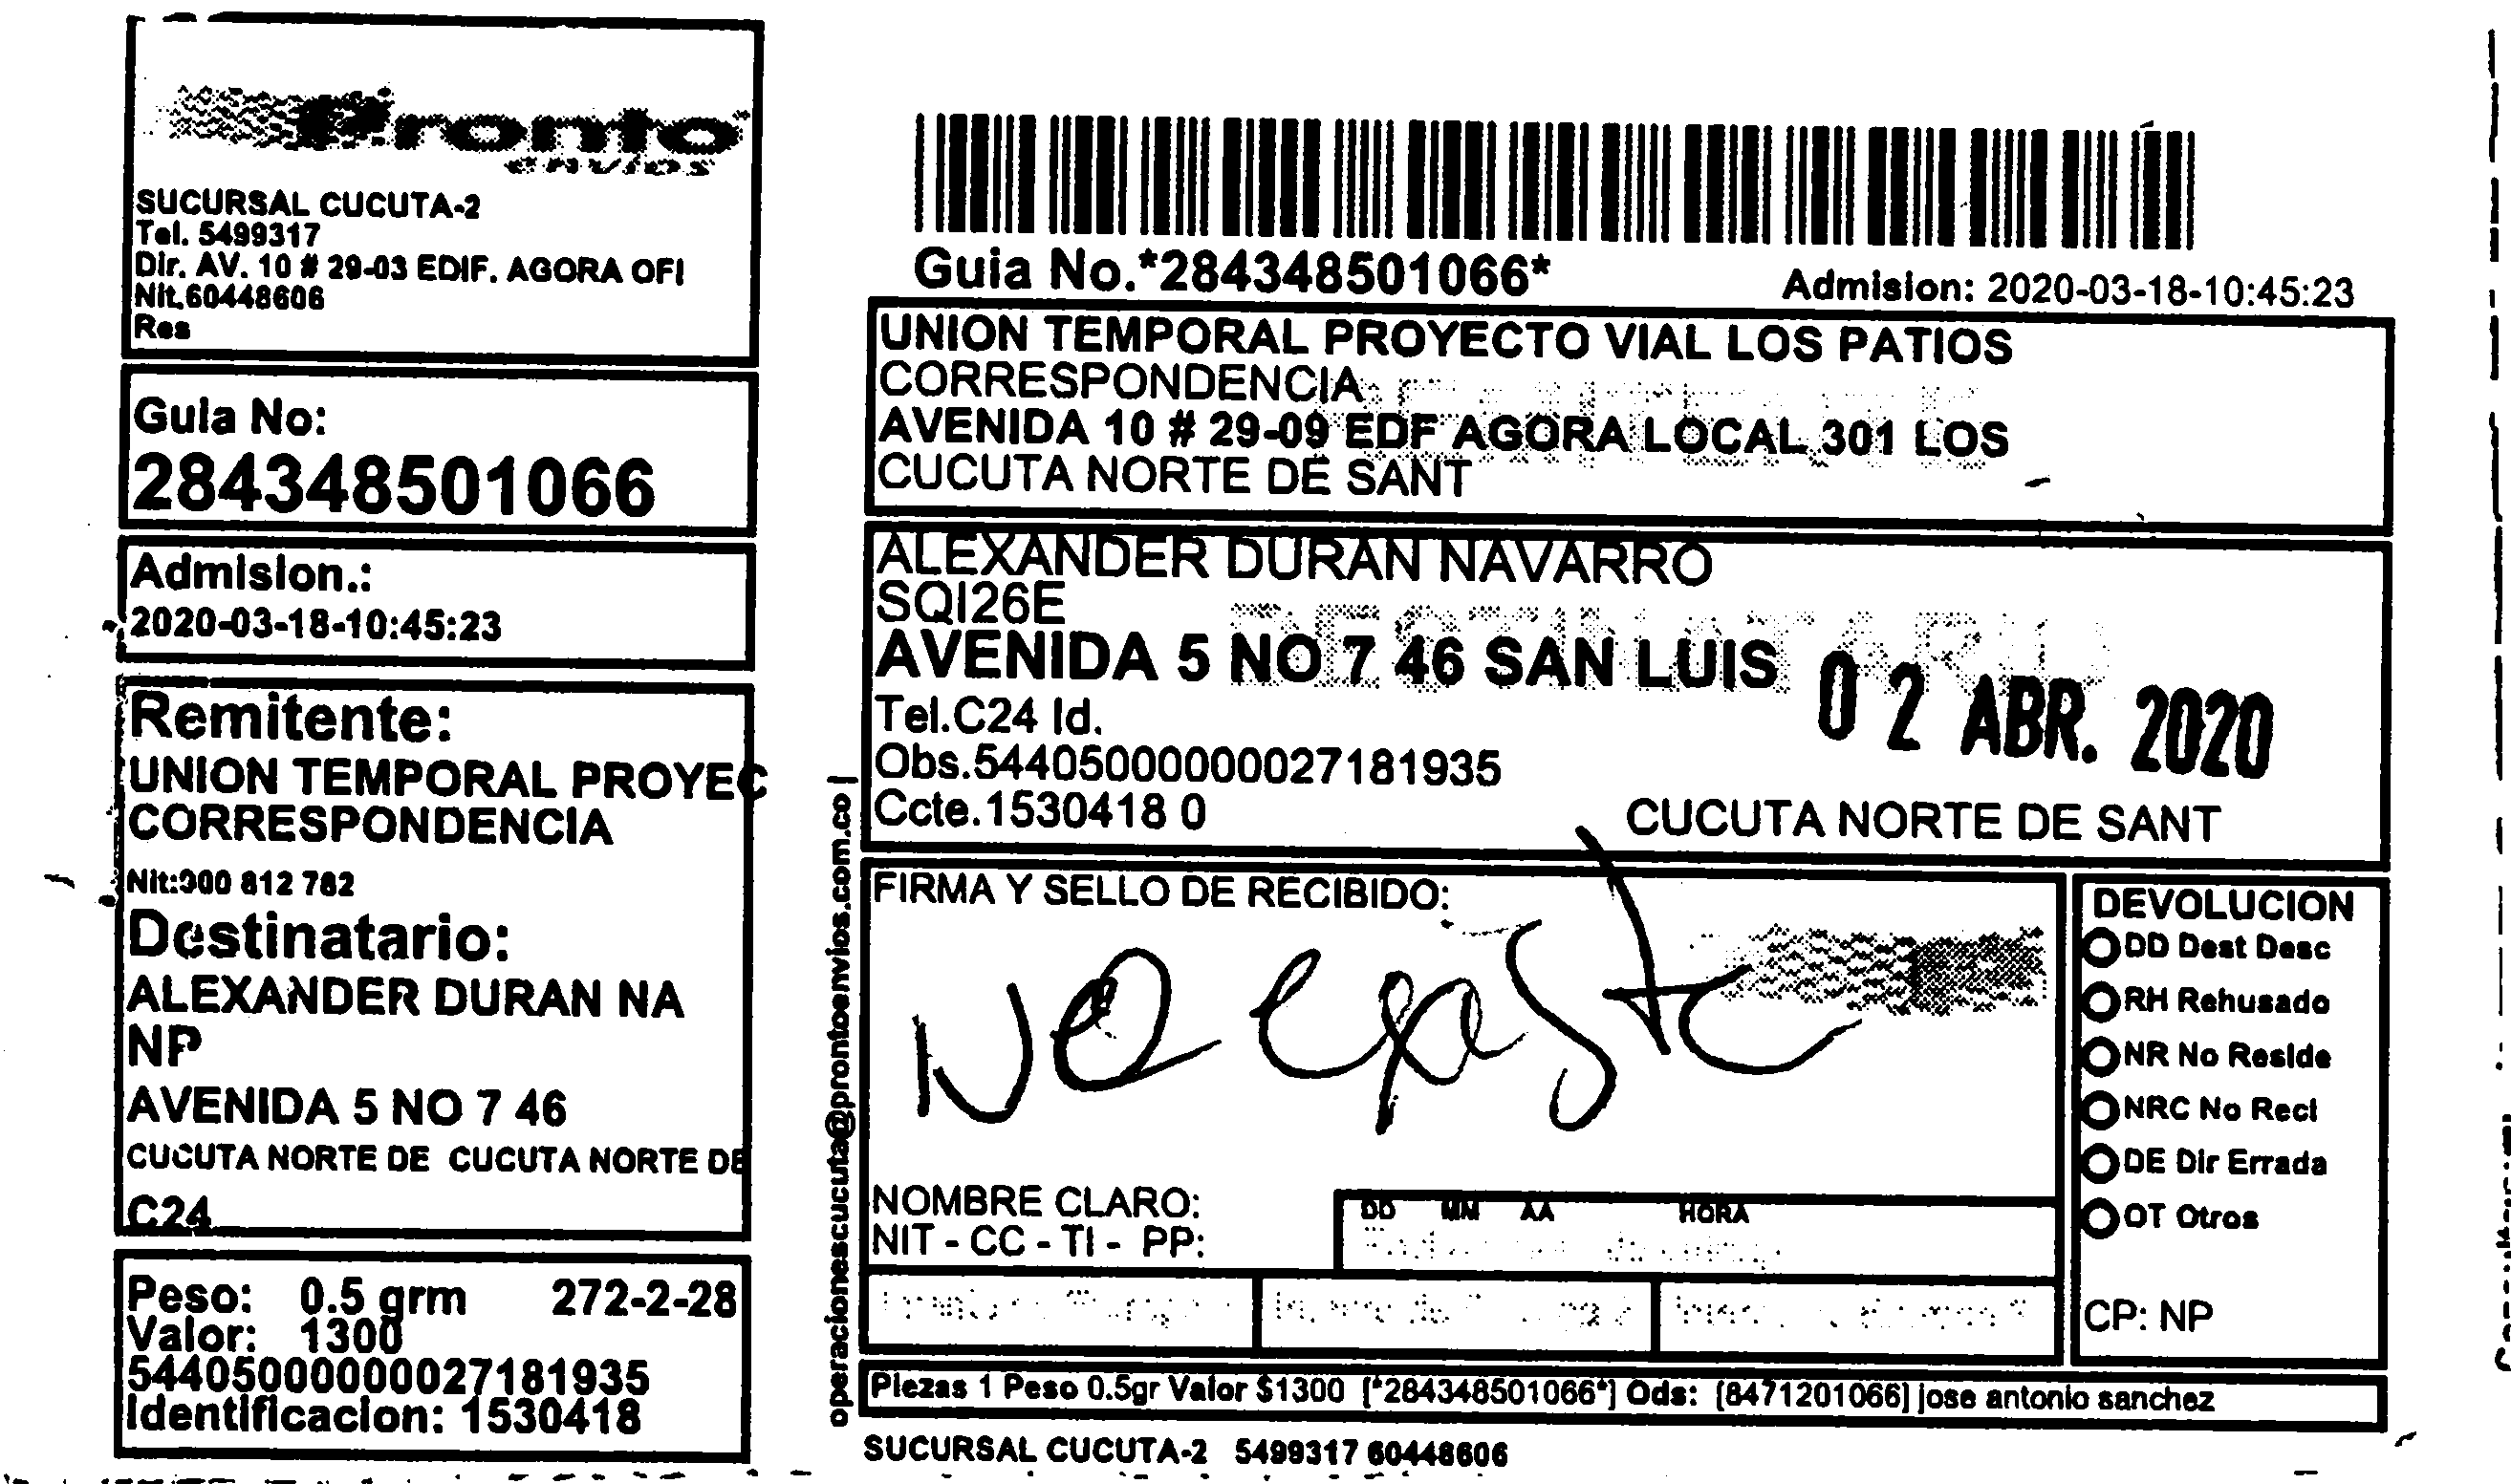 Pronto
envios
SUCURSAL CUCUTA-2
Tel. 5499317
Dir. AV. 10 # 29-03 EDIF. AGORA OFI
Nit.60448606
Res
Guia No:
284348501066
Admision.:
2020-03-18-10:45:23
Remitente:
UNION TEMPORAL PROYEC
CORRESPONDENCIA
Nit:900 812 782
Destinatario:
ALEXANDER DURAN NA
NP
AVENIDA 5 NO 7 46
CUCUTA NORTE DE CUCUTA NORTE DE
C24
Peso: 0.5 grm 272-2-28
Valor: 1300
544050000000027181935
Identificacion: 1530418
operacionescucuta@prontoenvios.com.co |
Guia No.*284348501066*
Admision: 2020-03-18-10:45:23
UNION TEMPORAL PROYECTO VIAL LOS PATIOS
CORRESPONDENCIA
AVENIDA 10 # 29-09 EDF AGORA LOCAL 301 LOS
CUCUTA NORTE DE SANT
ALEXANDER DURAN NAVARRO
SQI26E
DESTINATARIO
AVENIDA 5 NO 7 46 SAN LUIS
02 ABR. 2020
Tel.C24 Id.
Obs.544050000000027181935
Ccte.1530418 0
CUCUTA NORTE DE SANT
FIRMA Y SELLO DE RECIBIDO:
No existe
NOMBRE CLARO:
NIT - CC - TI - PP:
DD MM AA HORA
DEVOLUCION
DD Dest Desc
RH Rehusado
NR No Reside
NRC No Reci
DE Dir Errada
OT Otros
CP: NP
Piezas 1 Peso 0.5gr Valor $1300 [*284348501066*] Ods: [8471201066] jose antonio sanchez
SUCURSAL CUCUTA-2 5499317 60448606